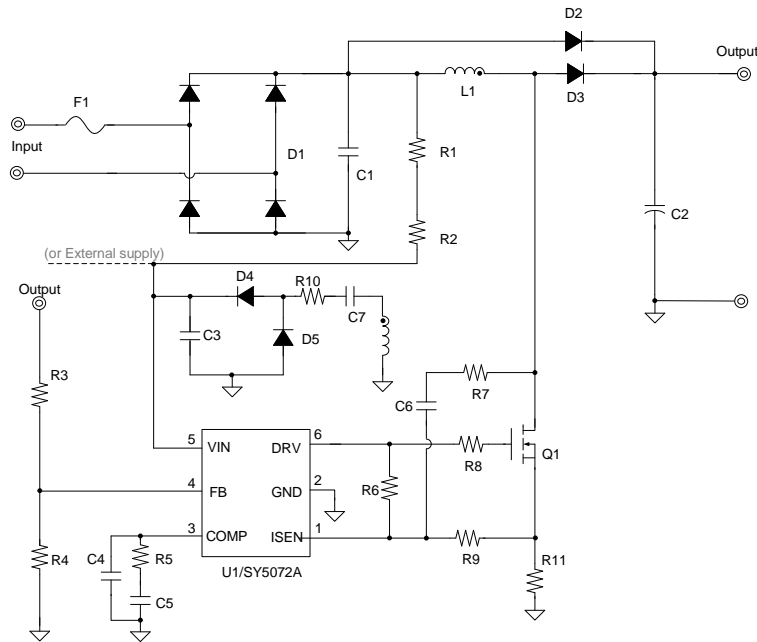 D2
Output
F1
L1
D3
Input
D1
R1
C1
C2
R2
(or External supply)
Output
D4
R10
C7
C3
D5
R3
R7
C6
6
5
VIN
DRV
R8
Q1
4
FB
GND
2
R6
3
COMP
ISEN
1
R4
C4
R5
R9
R11
C5
U1/SY5072A